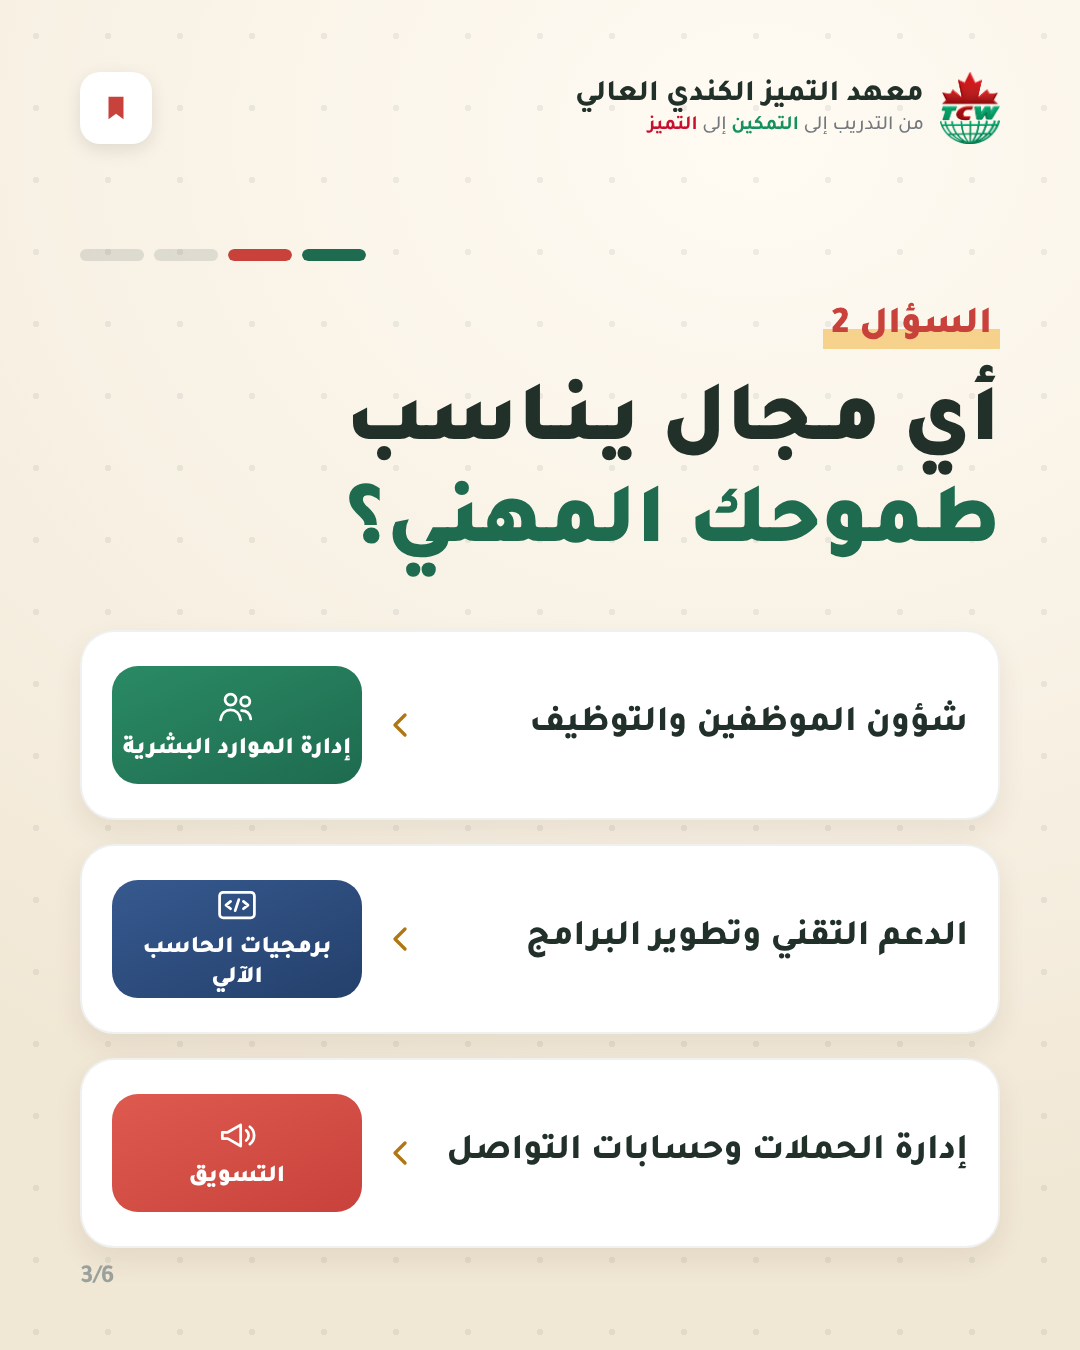 معهد التميز الكندي العالي
من التدريب إلى التمكين إلى التميز
TCW
السؤال 2
أي مجال يناسب
طموحك المهني؟
شؤون الموظفين والتوظيف
إدارة الموارد البشرية
الدعم التقني وتطوير البرامج
</>
برمجيات الحاسب
الآلي
إدارة الحملات وحسابات التواصل
التسويق
3/6